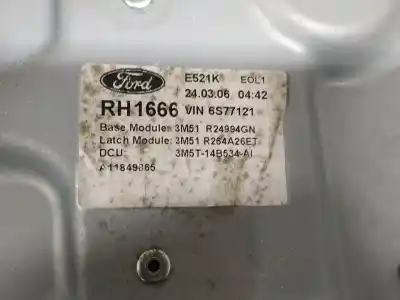 Ford E521K EOL1
24.03.06 04:42
RH1666 VIN 6S77121
Base Module: 3M51 R24994GN
Latch Module: 3M51 R264A26ET
DCU: 3M5T-14B534-AI
A11849865